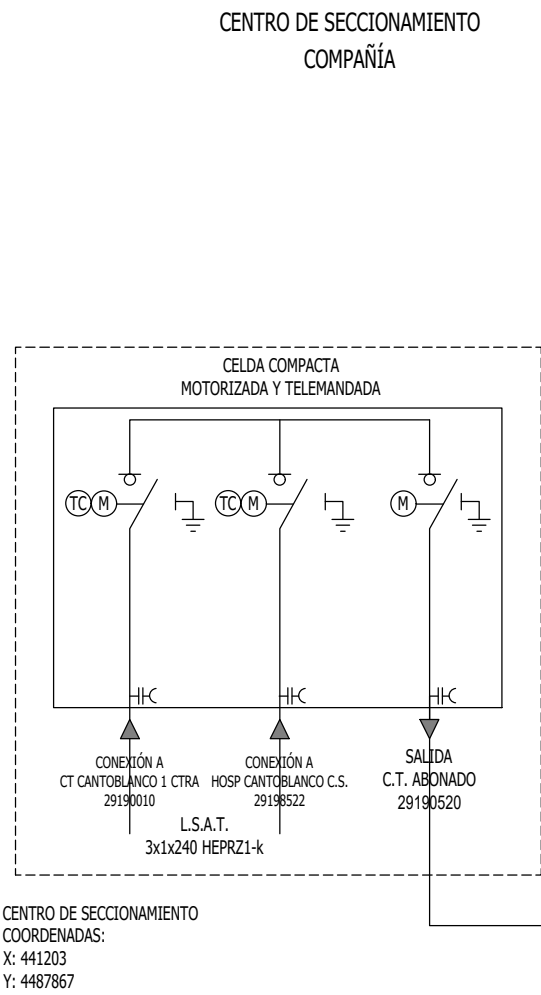 CENTRO DE SECCIONAMIENTO
COMPAÑÍA
CELDA COMPACTA
MOTORIZADA Y TELEMANDADA
TC M
TC M
M
CONEXIÓN A
CT CANTOBLANCO 1 CTRA
29190010
CONEXIÓN A
HOSP CANTOBLANCO C.S.
29198522
SALIDA
C.T. ABONADO
29190520
L.S.A.T.
3x1x240 HEPRZ1-k
CENTRO DE SECCIONAMIENTO
COORDENADAS:
X: 441203
Y: 4487867